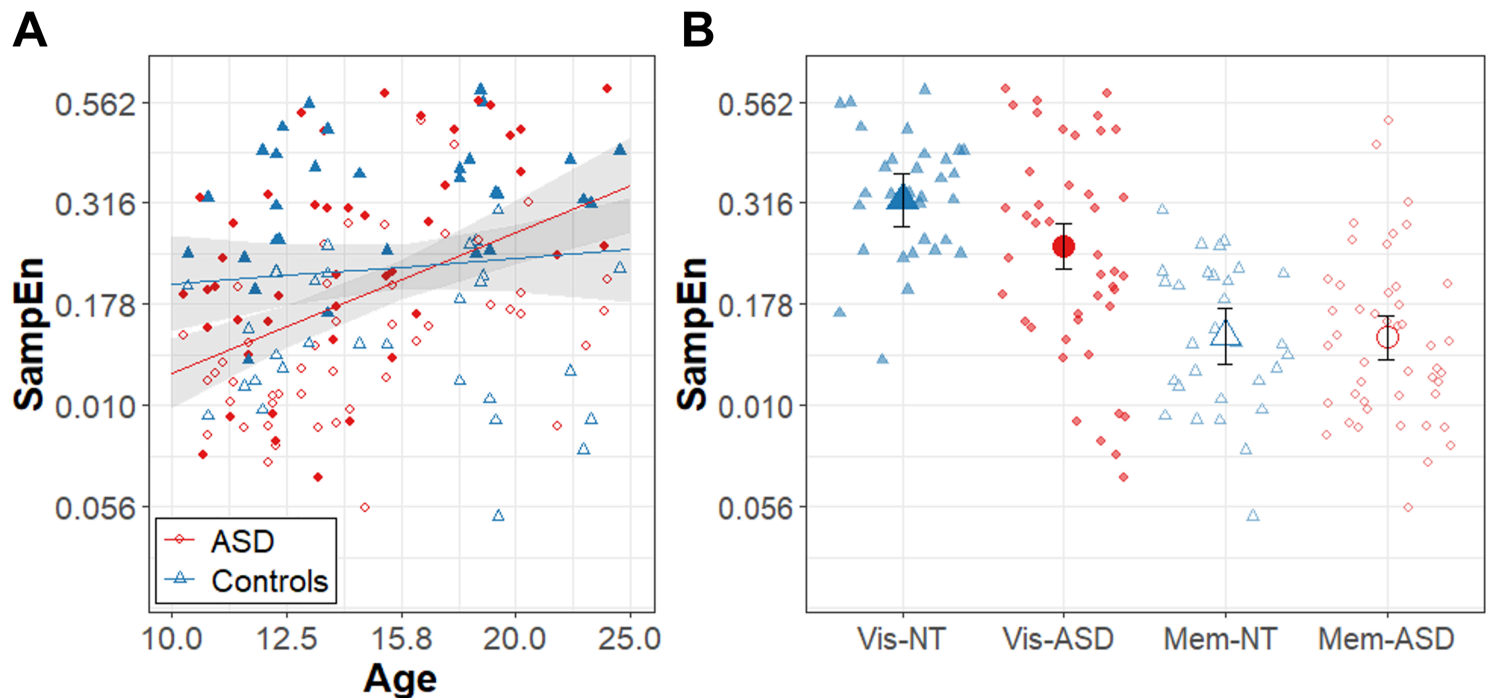 A
B
SampEn
0.562
0.316
0.178
0.010
0.056
ASD
Controls
10.0 12.5 15.8 20.0 25.0
Age
SampEn
0.562
0.316
0.178
0.010
0.056
Vis-NT Vis-ASD Mem-NT Mem-ASD